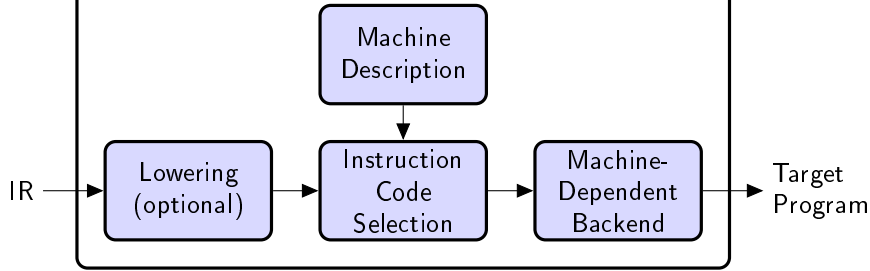 Machine
Description
IR
Lowering
(optional)
Instruction
Code
Selection
Machine-
Dependent
Backend
Target
Program